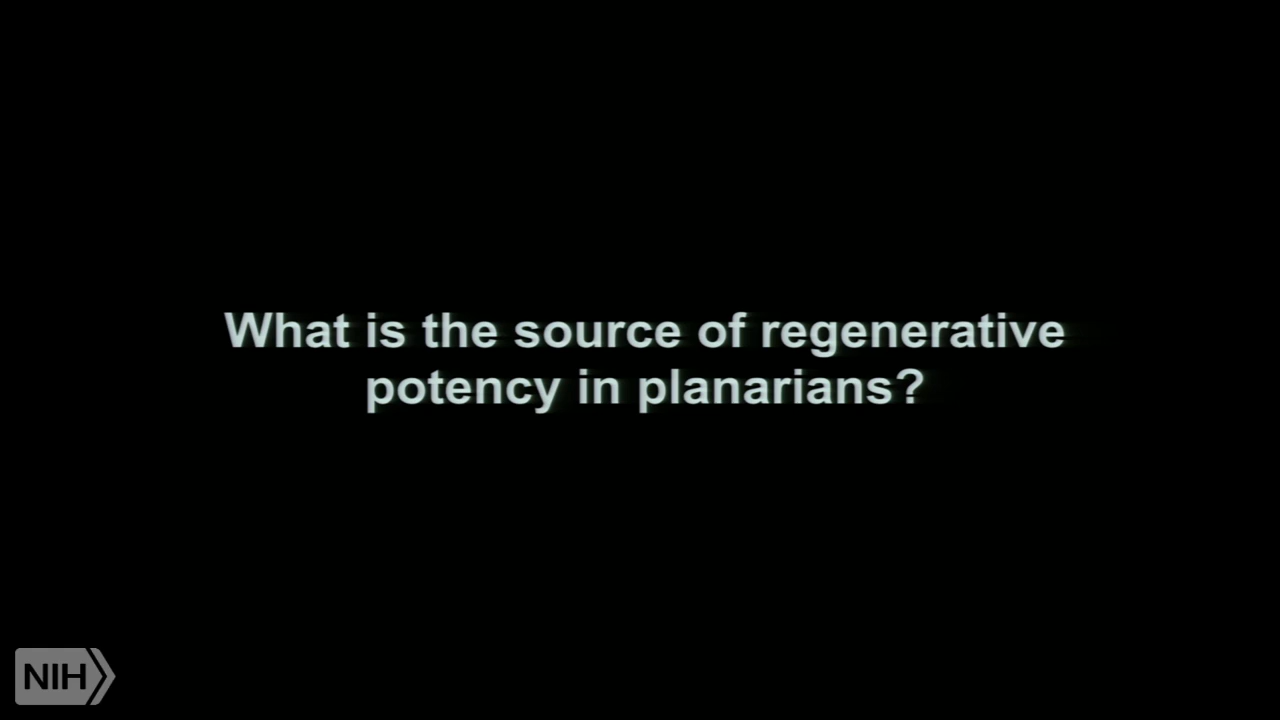 What is the source of regenerative
potency in planarians?
NIH